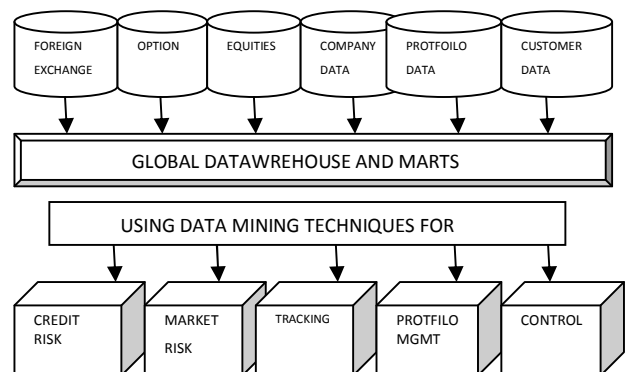 FOREIGN
EXCHANGE
OPTION
EQUITIES
COMPANY
DATA
PROTFOILO
DATA
CUSTOMER
DATA
GLOBAL DATAWREHOUSE AND MARTS
USING DATA MINING TECHNIQUES FOR
CREDIT
RISK
MARKET
RISK
TRACKING
PROTFILO
MGMT
CONTROL